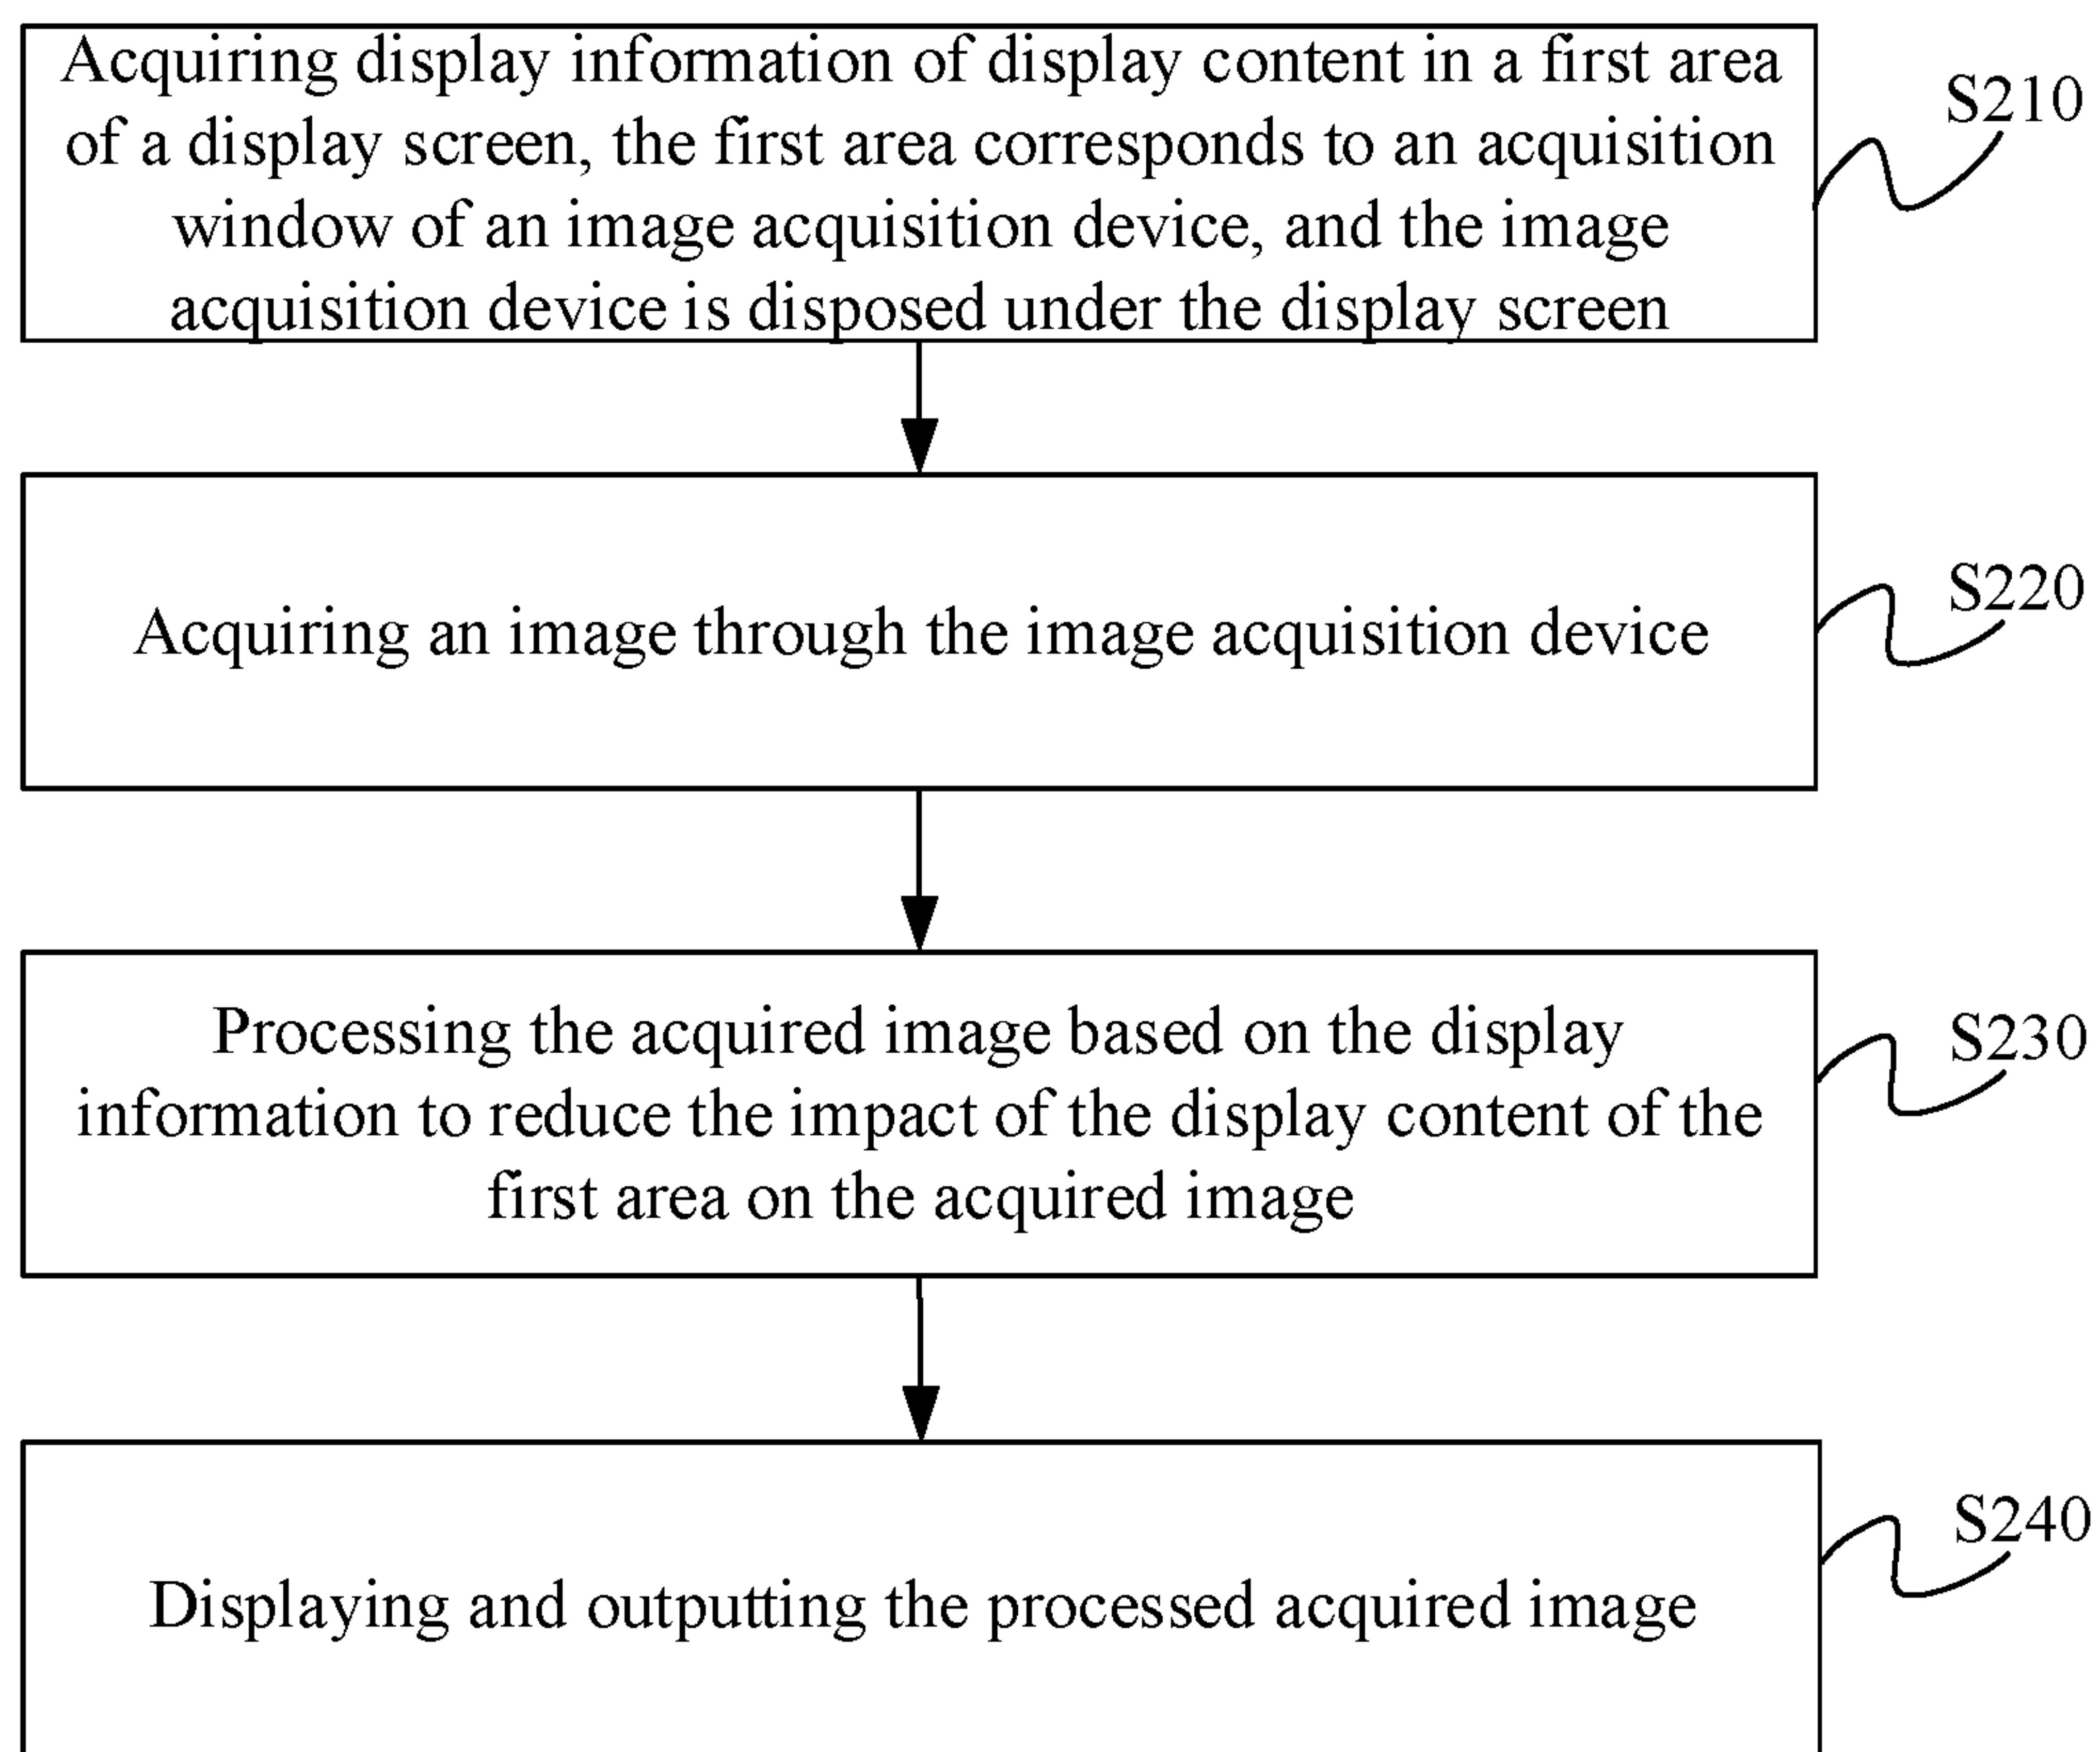 Acquiring display information of display content in a first area
of a display screen, the first area corresponds to an acquisition
window of an image acquisition device, and the image
acquisition device is disposed under the display screen
S210
Acquiring an image through the image acquisition device
S220
Processing the acquired image based on the display
information to reduce the impact of the display content of the
first area on the acquired image
S230
Displaying and outputting the processed acquired image
S240